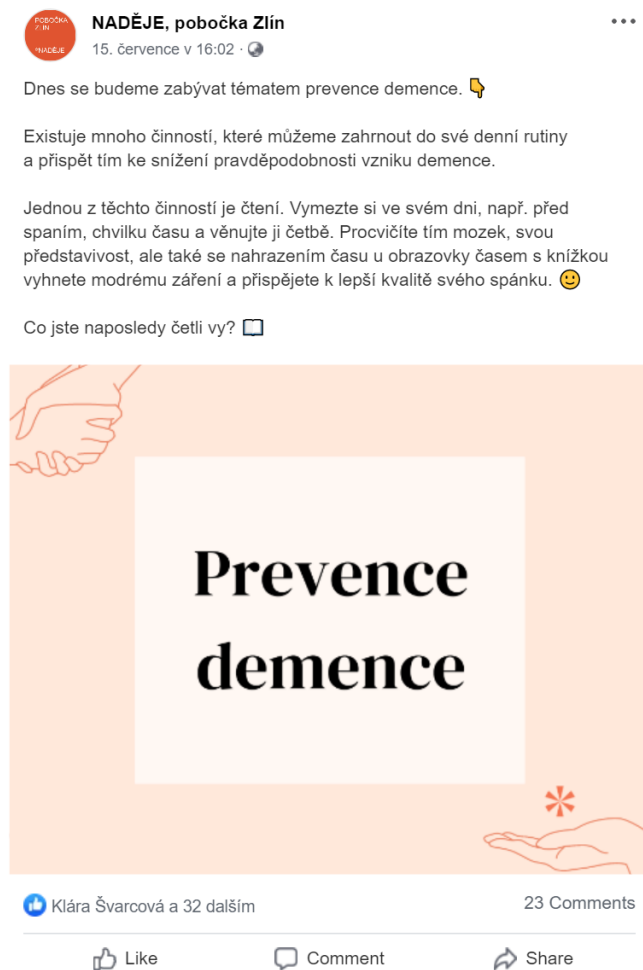 POBOČKA
ZLÍN
*NADĚJE
NADĚJE, pobočka Zlín
15. července v 16:02 ·
Dnes se budeme zabývat tématem prevence demence. 👇
Existuje mnoho činností, které můžeme zahrnout do své denní rutiny
a přispět tím ke snížení pravděpodobnosti vzniku demence.
Jednou z těchto činností je čtení. Vymezte si ve svém dni, např. před
spaním, chvilku času a věnujte ji četbě. Procvičíte tím mozek, svou
představivost, ale také se nahrazením času u obrazovky časem s knížkou
vyhnete modrému záření a přispějete k lepší kvalitě svého spánku. 🙂
Co jste naposledy četli vy? 📖
Prevence
demence
Klára Švarcová a 32 dalším
23 Comments
Like
Comment
Share